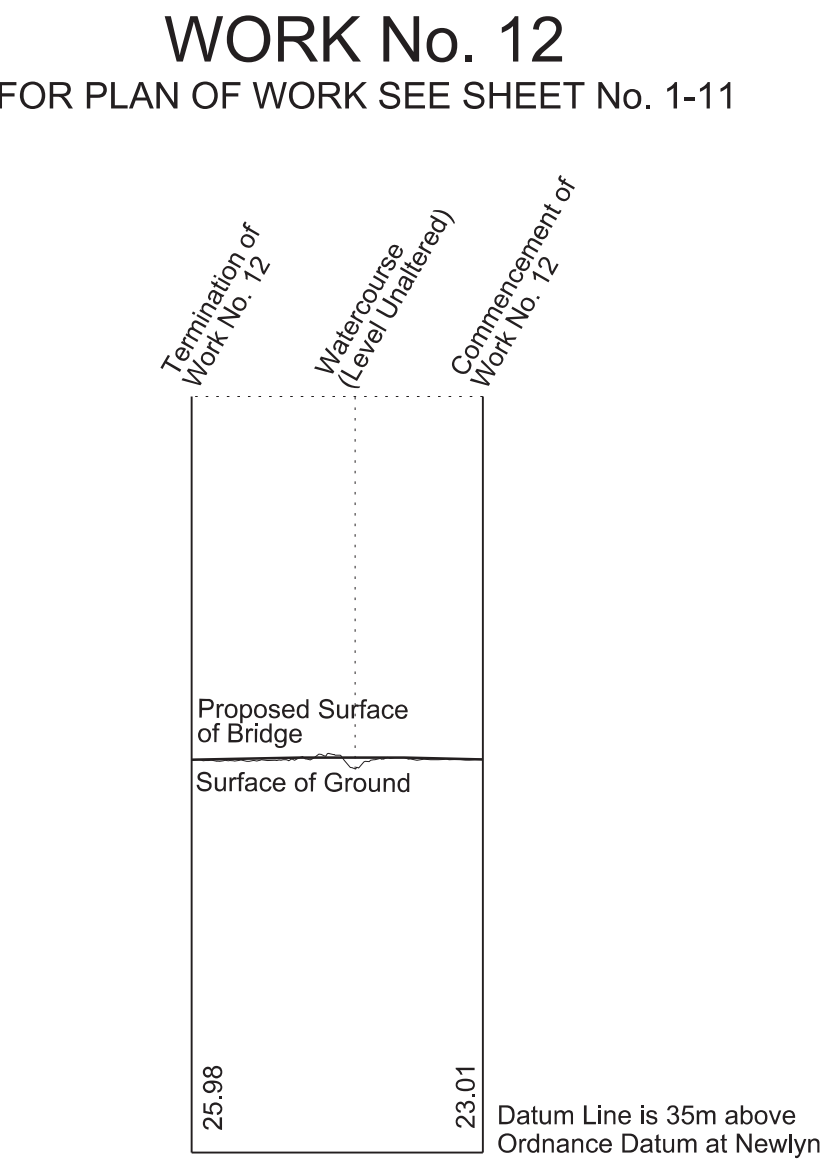 WORK No. 12
FOR PLAN OF WORK SEE SHEET No. 1-11
Termination of
Work No. 12
Watercourse
(Level Unaltered)
Commencement of
Work No. 12
Proposed Surface
of Bridge
Surface of Ground
25.98
23.01
Datum Line is 35m above
Ordnance Datum at Newlyn